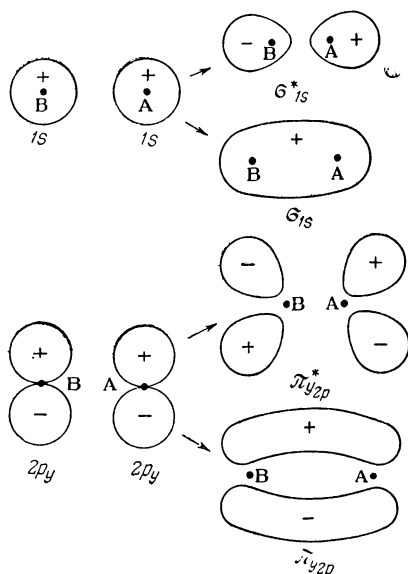 − B A +
σ*1s
+ +
B A
1s 1s
+
B A
σ1s
− +
B A
+ −
π*y2p
+ +
B A
− −
2py 2py
+
B A
−
πy2p